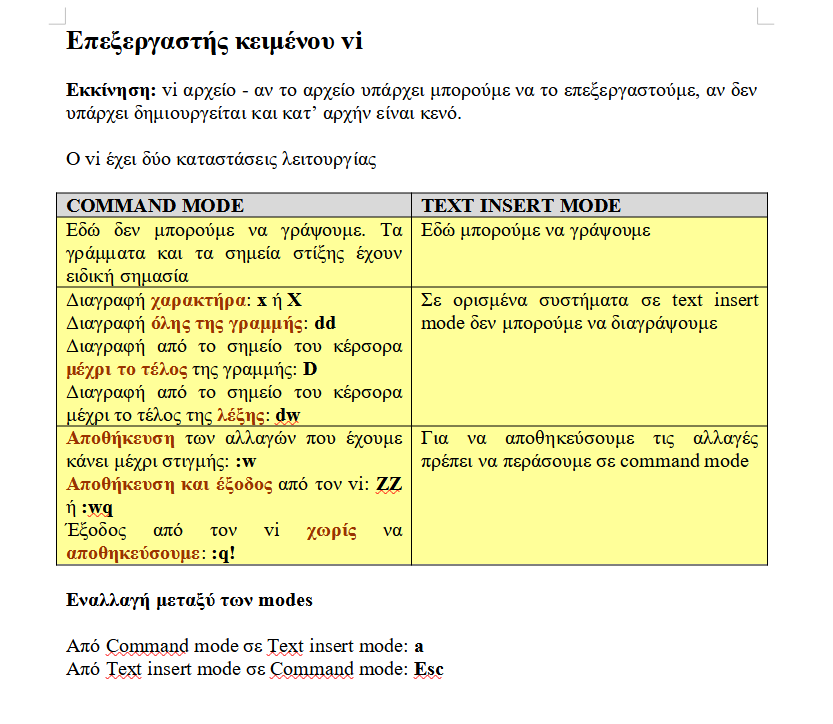 Επεξεργαστής κειμένου vi
Εκκίνηση: vi αρχείο - αν το αρχείο υπάρχει μπορούμε να το επεξεργαστούμε, αν δεν
υπάρχει δημιουργείται και κατ’ αρχήν είναι κενό.
Ο vi έχει δύο καταστάσεις λειτουργίας
COMMAND MODE
TEXT INSERT MODE
Εδώ δεν μπορούμε να γράψουμε. Τα
γράμματα και τα σημεία στίξης έχουν
ειδική σημασία
Εδώ μπορούμε να γράψουμε
Διαγραφή χαρακτήρα: x ή X
Διαγραφή όλης της γραμμής: dd
Διαγραφή από το σημείο του κέρσορα
μέχρι το τέλος της γραμμής: D
Διαγραφή από το σημείο του κέρσορα
μέχρι το τέλος της λέξης: dw
Σε ορισμένα συστήματα σε text insert
mode δεν μπορούμε να διαγράψουμε
Αποθήκευση των αλλαγών που έχουμε
κάνει μέχρι στιγμής: :w
Αποθήκευση και έξοδος από τον vi: ZZ
ή :wq
Έξοδος από τον vi χωρίς να
αποθηκεύσουμε: :q!
Για να αποθηκεύσουμε τις αλλαγές
πρέπει να περάσουμε σε command mode
Εναλλαγή μεταξύ των modes
Από Command mode σε Text insert mode: a
Από Text insert mode σε Command mode: Esc